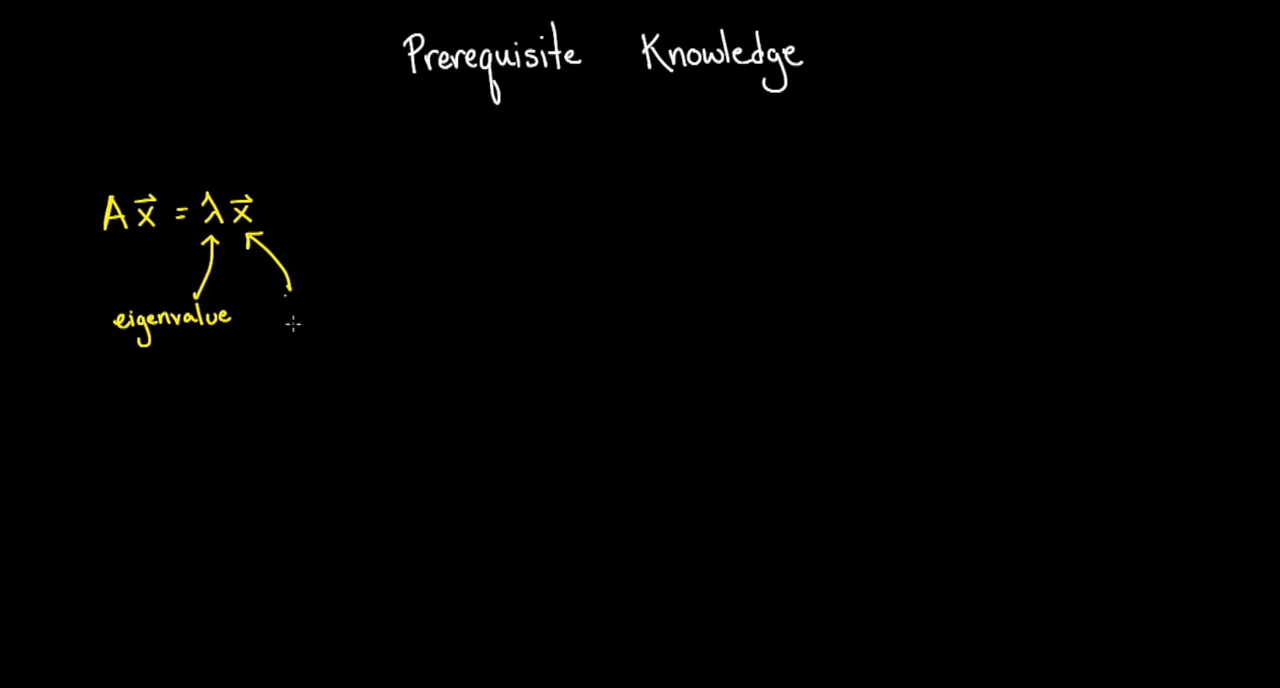 Prerequisite Knowledge
A x⃗ = λ x⃗
eigenvalue